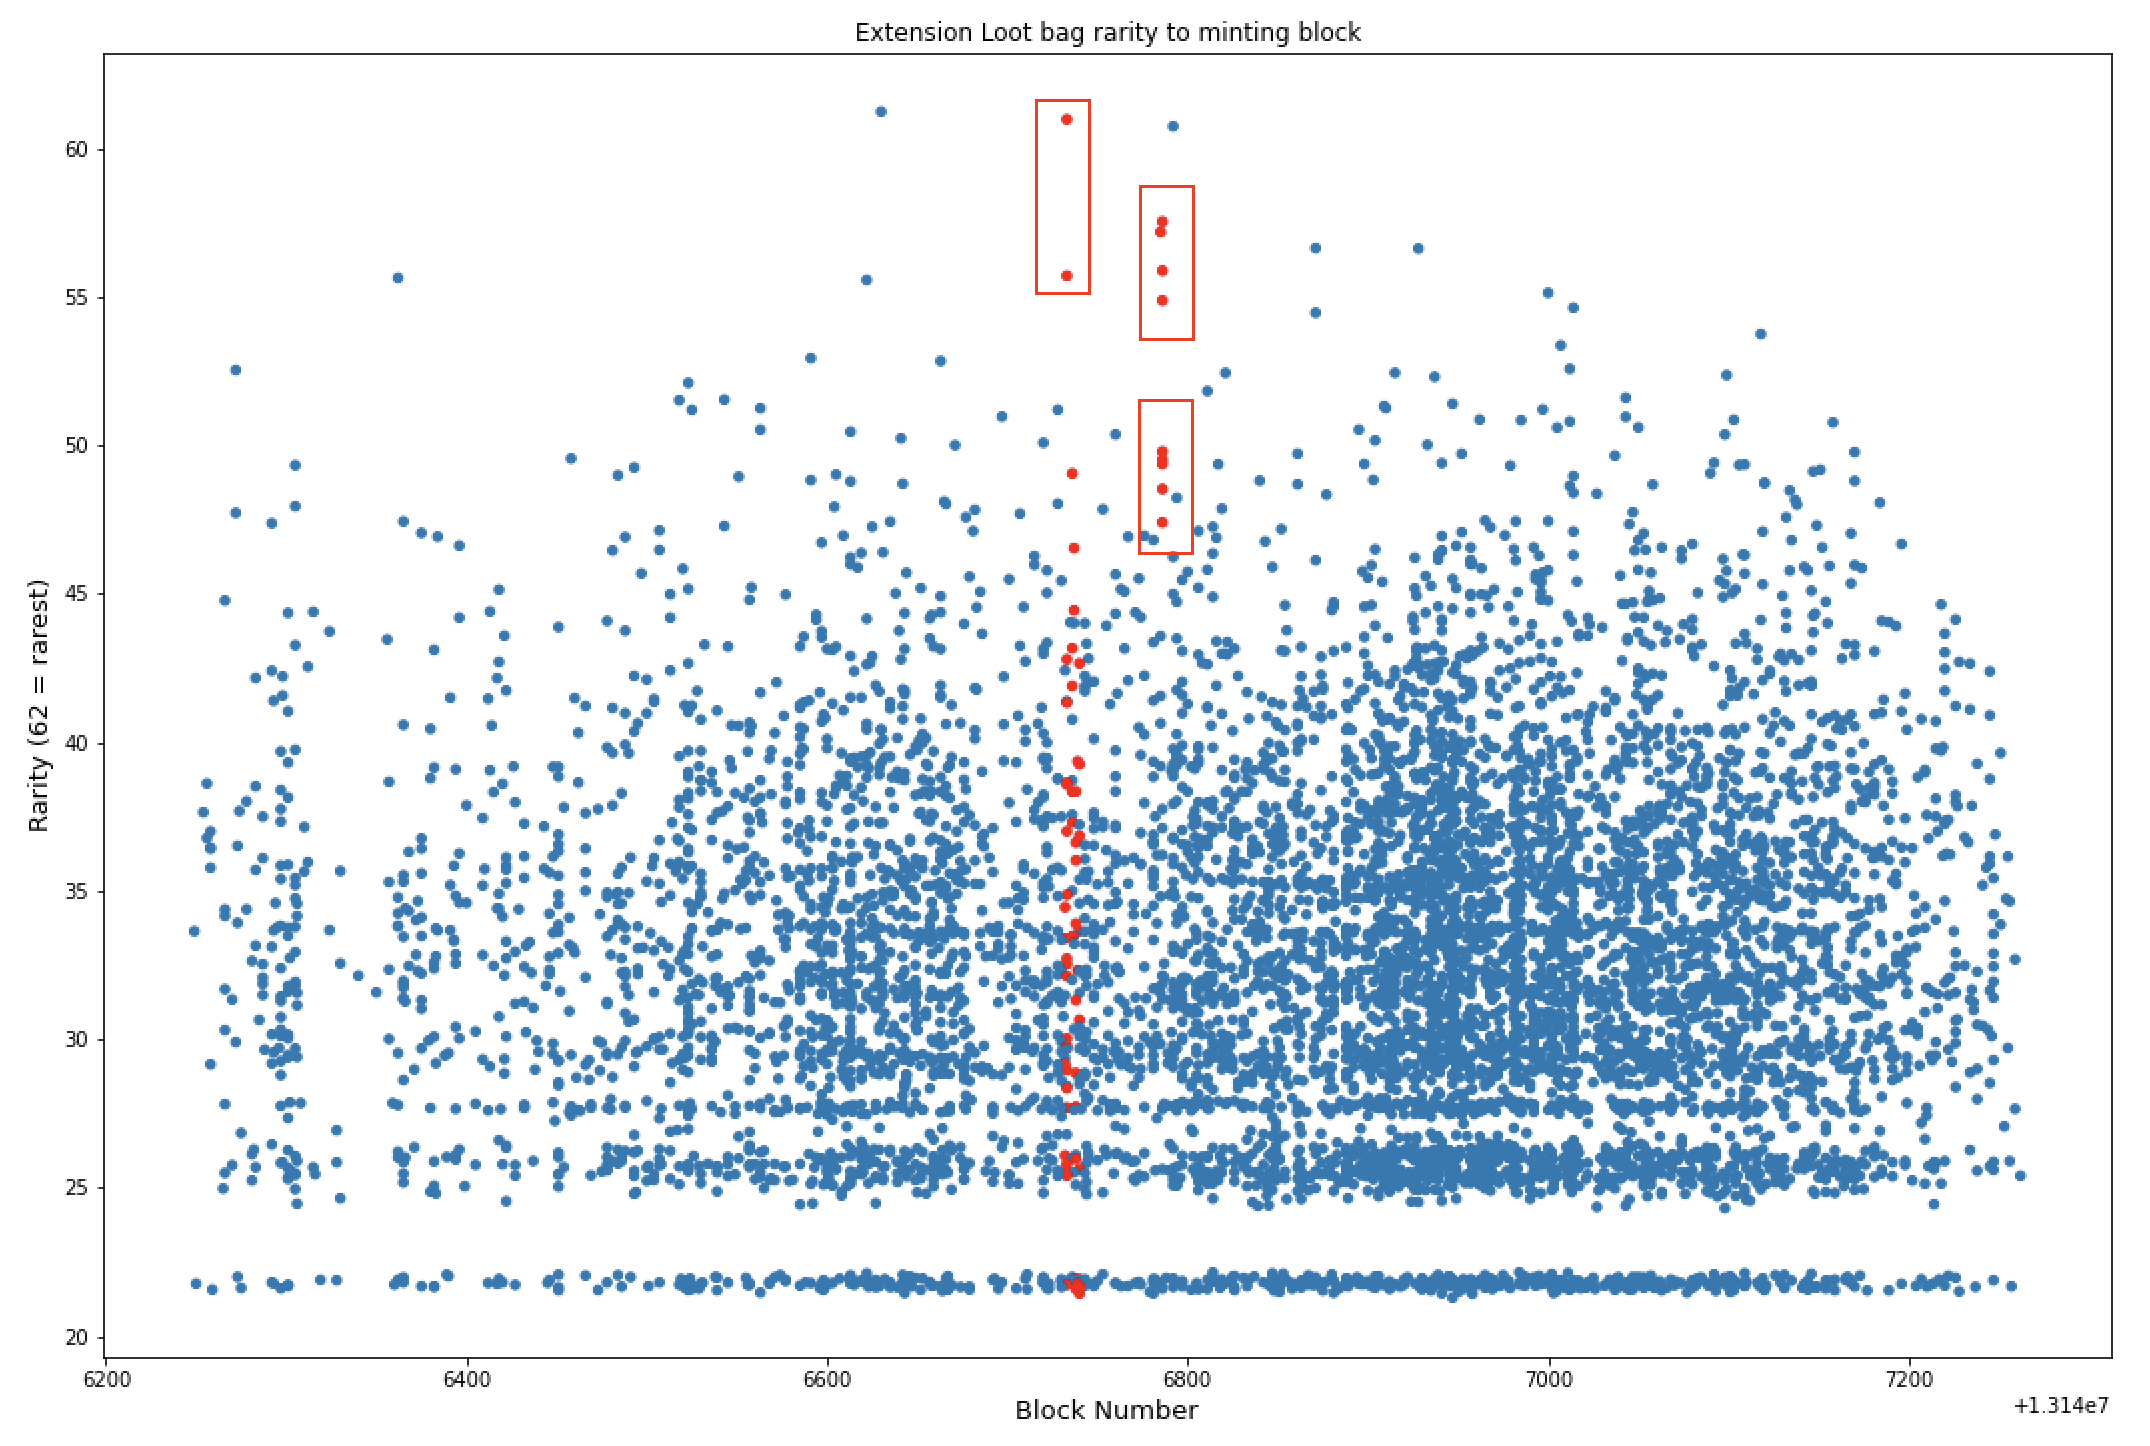 Extension Loot bag rarity to minting block
Rarity (62 = rarest)
60
55
50
45
40
35
30
25
20
6200 6400 6600 6800 7000 7200
Block Number
+1.314e7